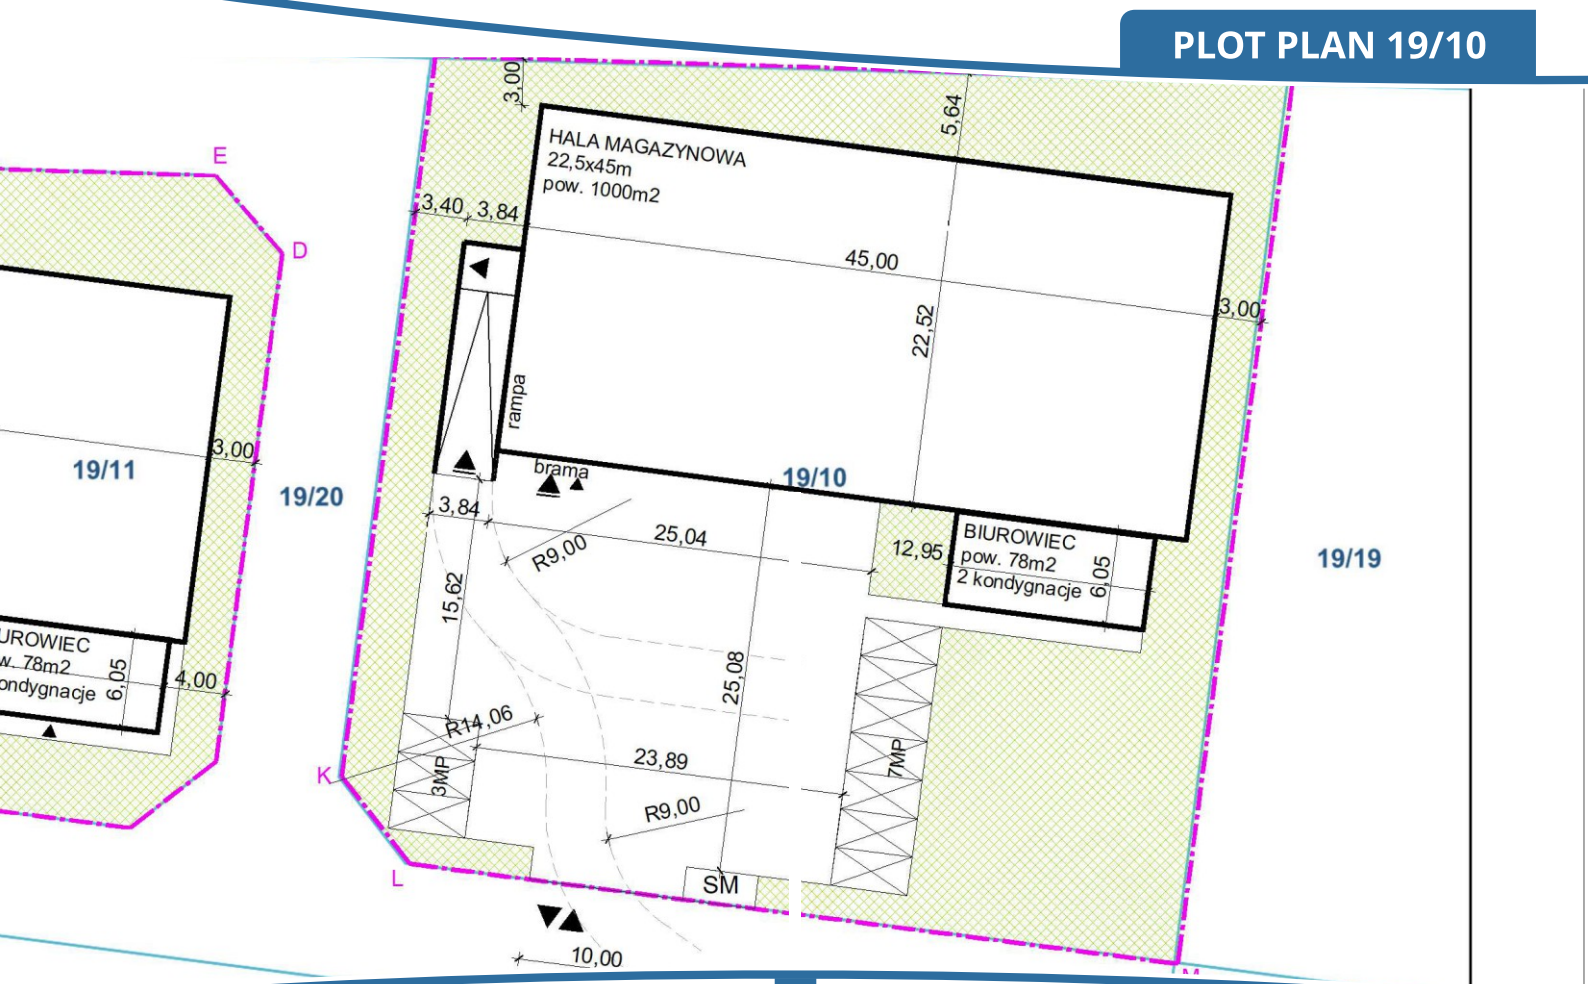 PLOT PLAN 19/10
3,00
5,64
HALA MAGAZYNOWA
22,5x45m
pow. 1000m2
E
D
3,40
3,84
45,00
22,52
3,00
rampa
3,00
19/11
19/20
brama
19/10
3,84
25,04
R9,00
12,95
BIUROWIEC
pow. 78m2
2 kondygnacje
6,05
19/19
15,62
UROWIEC
w. 78m2
ondygnacje
6,05
4,00
25,08
R14,06
23,89
3MP
7MP
K
R9,00
L
SM
10,00
M